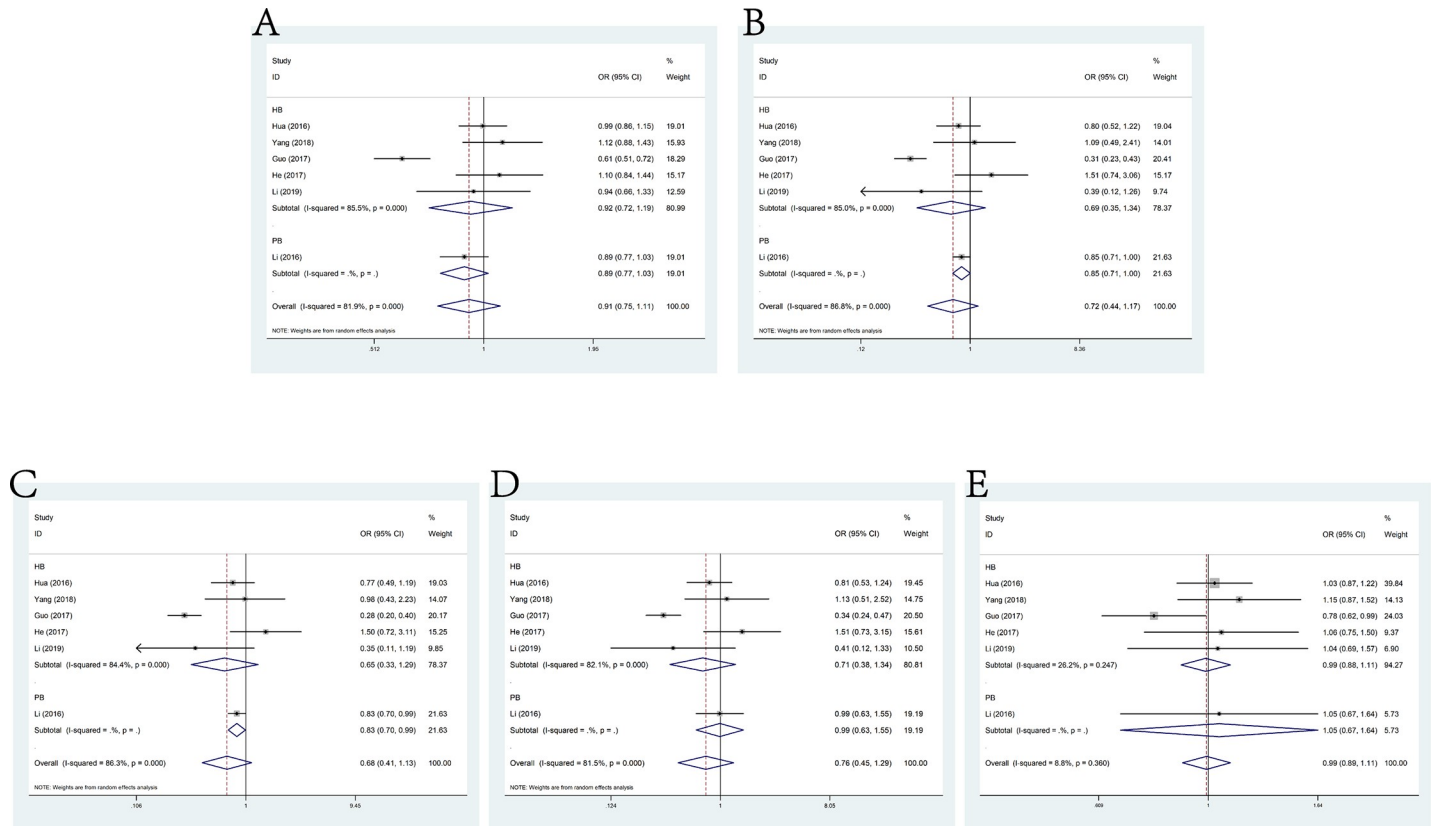 A
Study %
ID OR (95% CI) Weight
HB
Hua (2016) 0.99 (0.86, 1.15) 19.01
Yang (2018) 1.12 (0.88, 1.43) 15.93
Guo (2017) 0.61 (0.51, 0.72) 18.29
He (2017) 1.10 (0.84, 1.44) 15.17
Li (2019) 0.94 (0.66, 1.33) 12.59
Subtotal (I-squared = 85.5%, p = 0.000) 0.92 (0.72, 1.19) 80.99
.
PB
Li (2016) 0.89 (0.77, 1.03) 19.01
Subtotal (I-squared = .%, p = .) 0.89 (0.77, 1.03) 19.01
.
Overall (I-squared = 81.9%, p = 0.000) 0.91 (0.75, 1.11) 100.00
NOTE: Weights are from random effects analysis
.512 1 1.95
B
Study %
ID OR (95% CI) Weight
HB
Hua (2016) 0.80 (0.52, 1.22) 19.04
Yang (2018) 1.09 (0.49, 2.41) 14.01
Guo (2017) 0.31 (0.23, 0.43) 20.41
He (2017) 1.51 (0.74, 3.06) 15.17
Li (2019) 0.39 (0.12, 1.26) 9.74
Subtotal (I-squared = 85.0%, p = 0.000) 0.69 (0.35, 1.34) 78.37
.
PB
Li (2016) 0.85 (0.71, 1.00) 21.63
Subtotal (I-squared = .%, p = .) 0.85 (0.71, 1.00) 21.63
.
Overall (I-squared = 86.8%, p = 0.000) 0.72 (0.44, 1.17) 100.00
NOTE: Weights are from random effects analysis
.12 1 8.36
C
Study %
ID OR (95% CI) Weight
HB
Hua (2016) 0.77 (0.49, 1.19) 19.03
Yang (2018) 0.98 (0.43, 2.23) 14.07
Guo (2017) 0.28 (0.20, 0.40) 20.17
He (2017) 1.50 (0.72, 3.11) 15.25
Li (2019) 0.35 (0.11, 1.19) 9.85
Subtotal (I-squared = 84.4%, p = 0.000) 0.65 (0.33, 1.29) 78.37
.
PB
Li (2016) 0.83 (0.70, 0.99) 21.63
Subtotal (I-squared = .%, p = .) 0.83 (0.70, 0.99) 21.63
.
Overall (I-squared = 86.3%, p = 0.000) 0.68 (0.41, 1.13) 100.00
NOTE: Weights are from random effects analysis
.106 1 9.45
D
Study %
ID OR (95% CI) Weight
HB
Hua (2016) 0.81 (0.53, 1.24) 19.45
Yang (2018) 1.13 (0.51, 2.52) 14.75
Guo (2017) 0.34 (0.24, 0.47) 20.50
He (2017) 1.51 (0.73, 3.15) 15.61
Li (2019) 0.41 (0.12, 1.33) 10.50
Subtotal (I-squared = 82.1%, p = 0.000) 0.71 (0.38, 1.34) 80.81
.
PB
Li (2016) 0.99 (0.63, 1.55) 19.19
Subtotal (I-squared = .%, p = .) 0.99 (0.63, 1.55) 19.19
.
Overall (I-squared = 81.5%, p = 0.000) 0.76 (0.45, 1.29) 100.00
NOTE: Weights are from random effects analysis
.124 1 8.05
E
Study %
ID OR (95% CI) Weight
HB
Hua (2016) 1.03 (0.87, 1.22) 39.84
Yang (2018) 1.15 (0.87, 1.52) 14.13
Guo (2017) 0.78 (0.62, 0.99) 24.03
He (2017) 1.06 (0.75, 1.50) 9.37
Li (2019) 1.04 (0.69, 1.57) 6.90
Subtotal (I-squared = 26.2%, p = 0.247) 0.99 (0.88, 1.11) 94.27
.
PB
Li (2016) 1.05 (0.67, 1.64) 5.73
Subtotal (I-squared = .%, p = .) 1.05 (0.67, 1.64) 5.73
.
Overall (I-squared = 8.8%, p = 0.360) 0.99 (0.89, 1.11) 100.00
.609 1 1.64